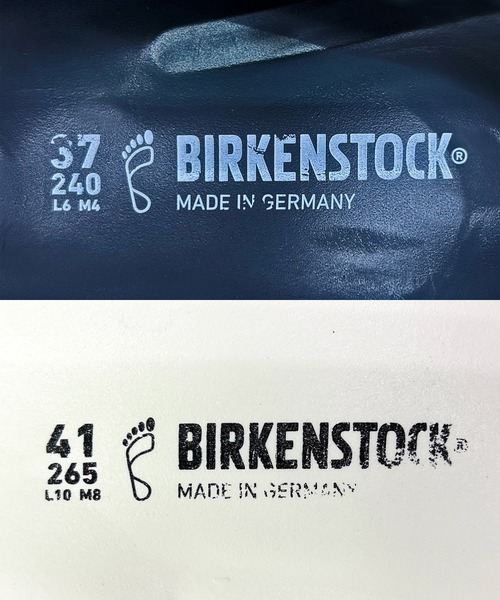 37
240
L6 M4
BIRKENSTOCK®
MADE IN GERMANY
41
265
L10 M8
BIRKENSTOCK®
MADE IN GERMANY